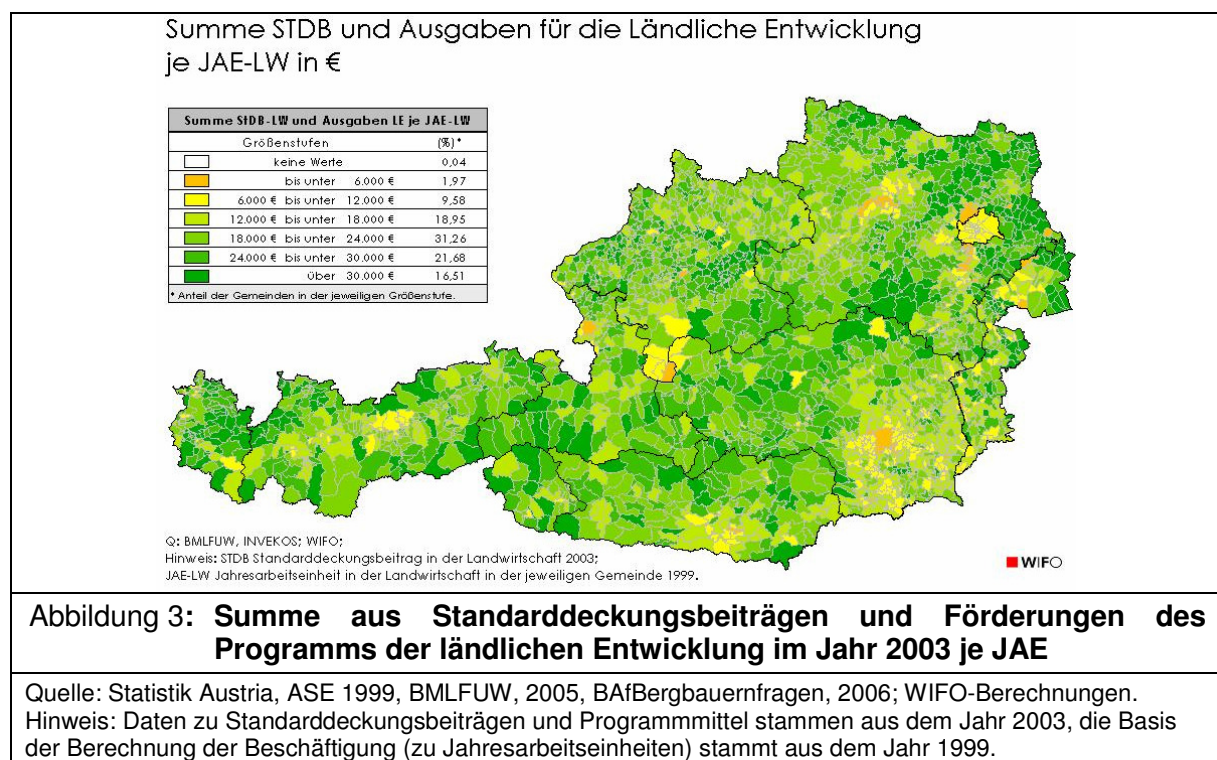 Summe STDB und Ausgaben für die Ländliche Entwicklung
je JAE-LW in €
Summe StDB-LW und Ausgaben LE je JAE-LW
Größenstufen (%)*
keine Werte 0,04
bis unter 6.000 € 1,97
6.000 € bis unter 12.000 € 9,58
12.000 € bis unter 18.000 € 18,95
18.000 € bis unter 24.000 € 31,26
24.000 € bis unter 30.000 € 21,68
über 30.000 € 16,51
* Anteil der Gemeinden in der jeweiligen Größenstufe.
Q: BMLFUW, INVEKOS; WIFO;
Hinweis: STDB Standarddeckungsbeitrag in der Landwirtschaft 2003;
JAE-LW Jahresarbeitseinheit in der Landwirtschaft in der jeweiligen Gemeinde 1999.
WIFO
Abbildung 3: Summe aus Standarddeckungsbeiträgen und Förderungen des
Programms der ländlichen Entwicklung im Jahr 2003 je JAE
Quelle: Statistik Austria, ASE 1999, BMLFUW, 2005, BAfBergbauernfragen, 2006; WIFO-Berechnungen.
Hinweis: Daten zu Standarddeckungsbeiträgen und Programmmittel stammen aus dem Jahr 2003, die Basis
der Berechnung der Beschäftigung (zu Jahresarbeitseinheiten) stammt aus dem Jahr 1999.